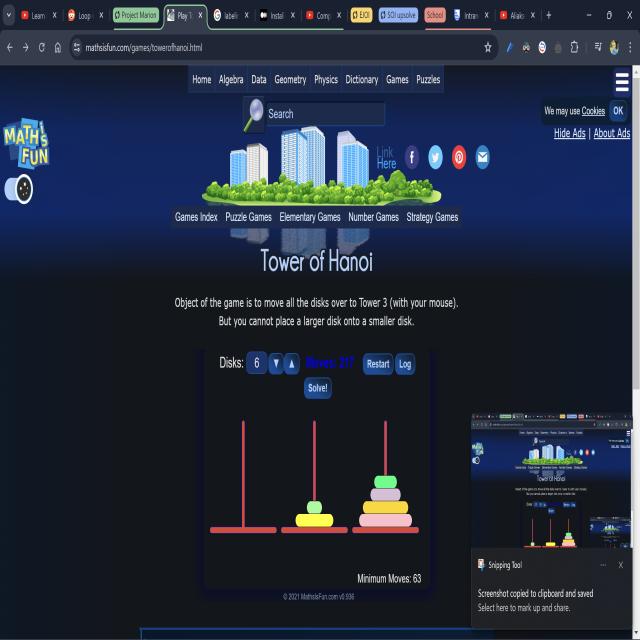 Learn
Loop
Project Marion
Play T
labeli
Instal
Comp
EJOI
SOI upsolve
School
Intran
Aliaks
mathsisfun.com/games/towerofhanoi.html
Home Algebra Data Geometry Physics Dictionary Games Puzzles
Search
We may use Cookies OK
Hide Ads | About Ads
MATHS
FUN
Link
Here
Games Index Puzzle Games Elementary Games Number Games Strategy Games
Tower of Hanoi
Object of the game is to move all the disks over to Tower 3 (with your mouse).
But you cannot place a larger disk onto a smaller disk.
Disks: 6 ▼ ▲ Moves: 217 Restart Log
Solve!
Minimum Moves: 63
© 2021 MathsIsFun.com v0.936
Snipping Tool
Screenshot copied to clipboard and saved
Select here to mark up and share.